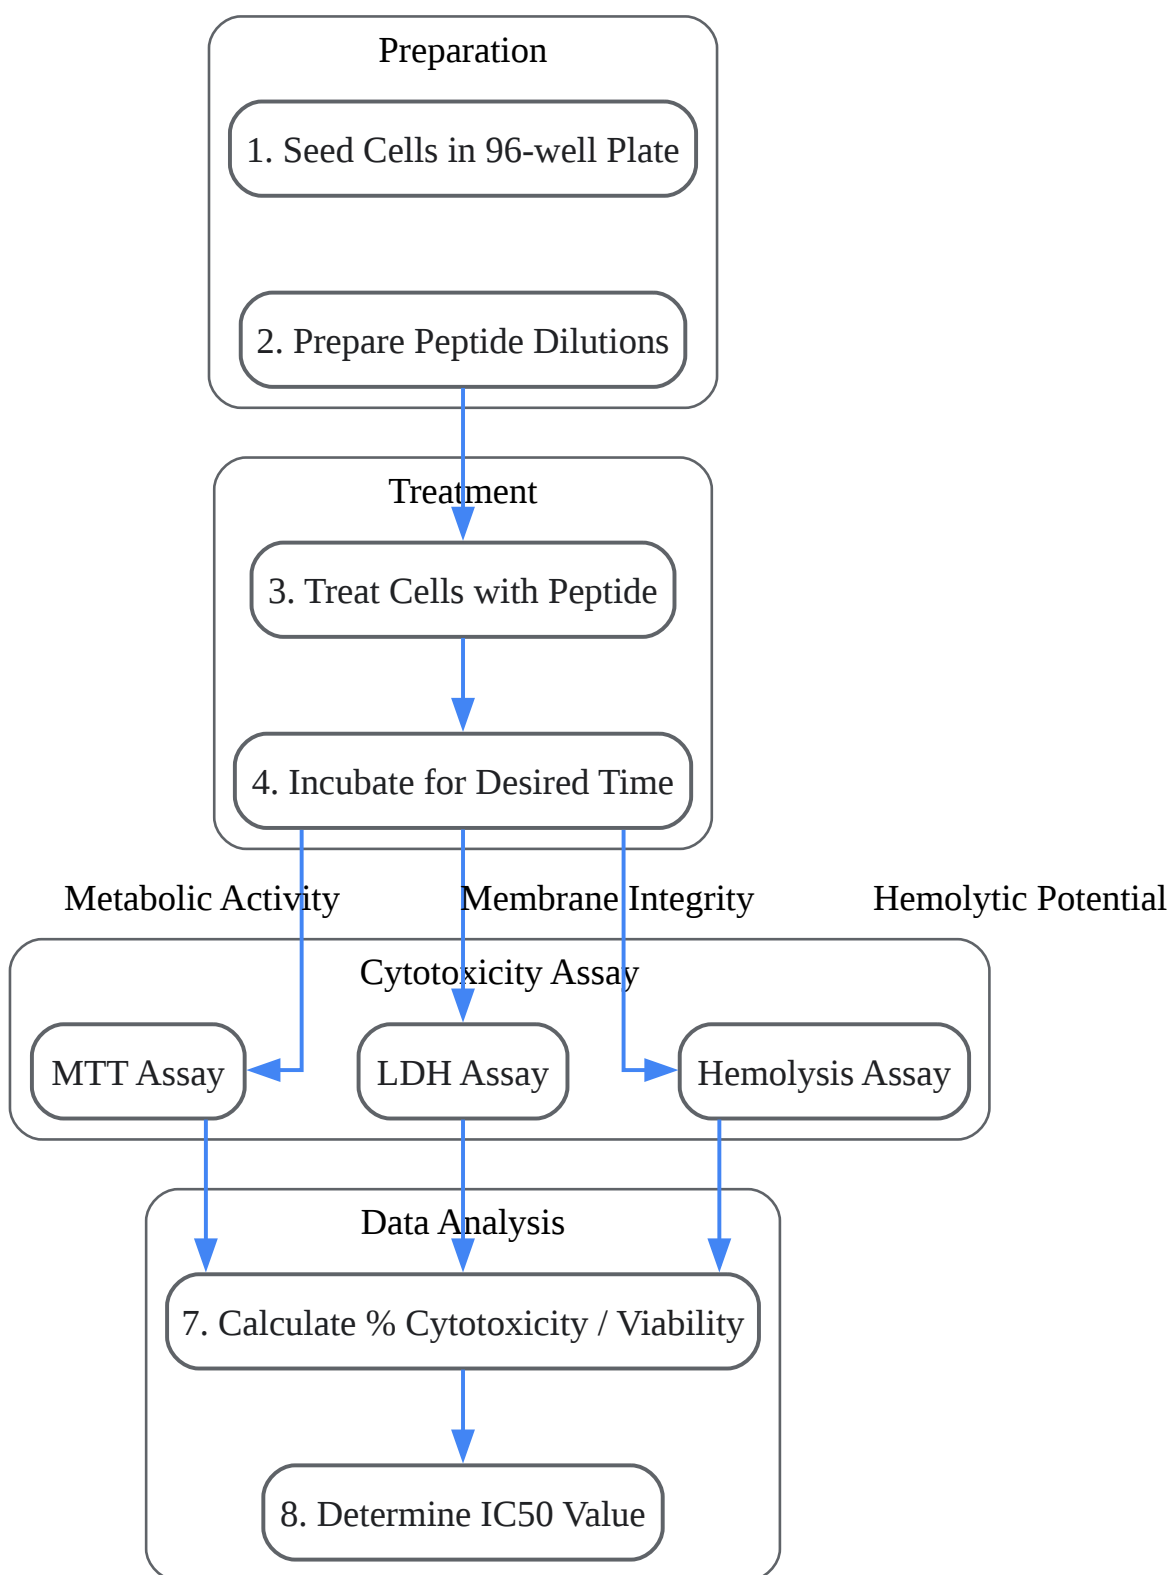 Preparation
1. Seed Cells in 96-well Plate
2. Prepare Peptide Dilutions
Treatment
3. Treat Cells with Peptide
4. Incubate for Desired Time
Metabolic Activity
Membrane Integrity
Hemolytic Potential
Cytotoxicity Assay
MTT Assay
LDH Assay
Hemolysis Assay
Data Analysis
7. Calculate % Cytotoxicity / Viability
8. Determine IC50 Value